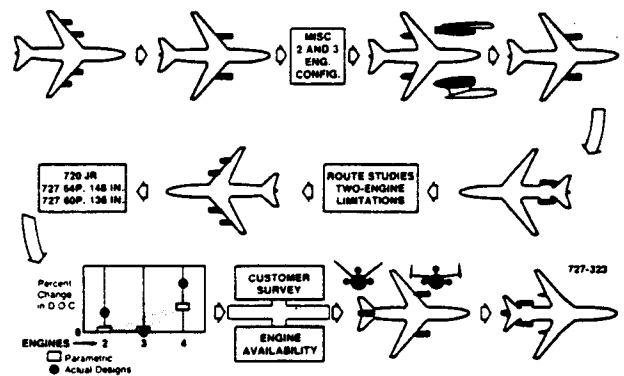 MISC
2 AND 3
ENG.
CONFIG.
720 JR
727 54P. 148 IN.
727 60P. 136 IN.
ROUTE STUDIES
TWO-ENGINE
LIMITATIONS
Percent
Change
in D.O.C
0
ENGINES 2 3 4
Parametric
Actual Designs
CUSTOMER
SURVEY
ENGINE
AVAILABILITY
727-323